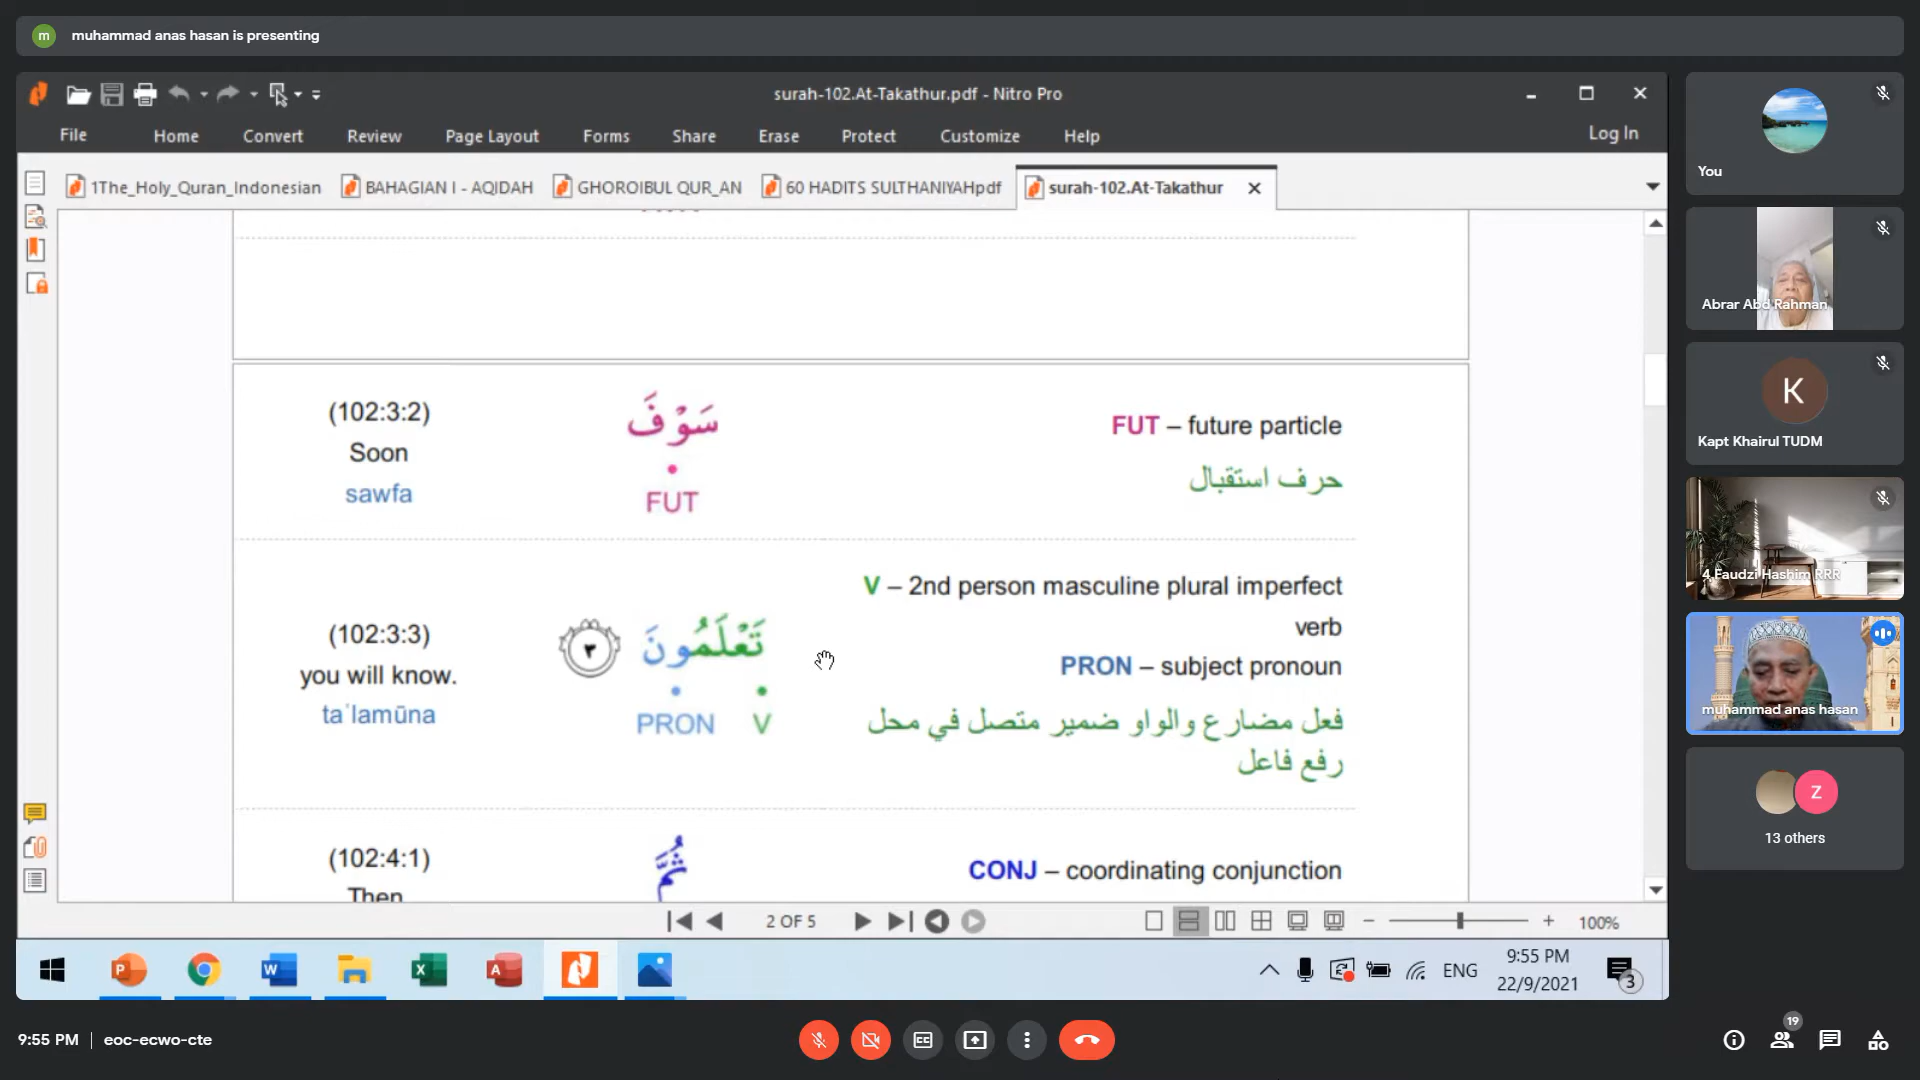 m
muhammad anas hasan is presenting
surah-102.At-Takathur.pdf - Nitro Pro
File Home Convert Review Page Layout Forms Share Erase Protect Customize Help Log In
1The_Holy_Quran_Indonesian BAHAGIAN I - AQIDAH GHOROIBUL QUR_AN 60 HADITS SULTHANIYAHpdf surah-102.At-Takathur
(102:3:2)
Soon
sawfa
سَوْفَ
FUT
FUT – future particle
حرف استقبال
(102:3:3)
you will know.
taʿlamūna
تَعْلَمُونَ ٣
PRON V
V – 2nd person masculine plural imperfect
verb
PRON – subject pronoun
فعل مضارع والواو ضمير متصل في محل
رفع فاعل
(102:4:1)
Then
ثُمَّ
CONJ – coordinating conjunction
2 OF 5
100%
ENG
9:55 PM
22/9/2021
3
You
Abrar Abd Rahman
K
Kapt Khairul TUDM
4 Faudzi Hashim RRR
muhammad anas hasan
Z
13 others
9:55 PM eoc-ecwo-cte
19